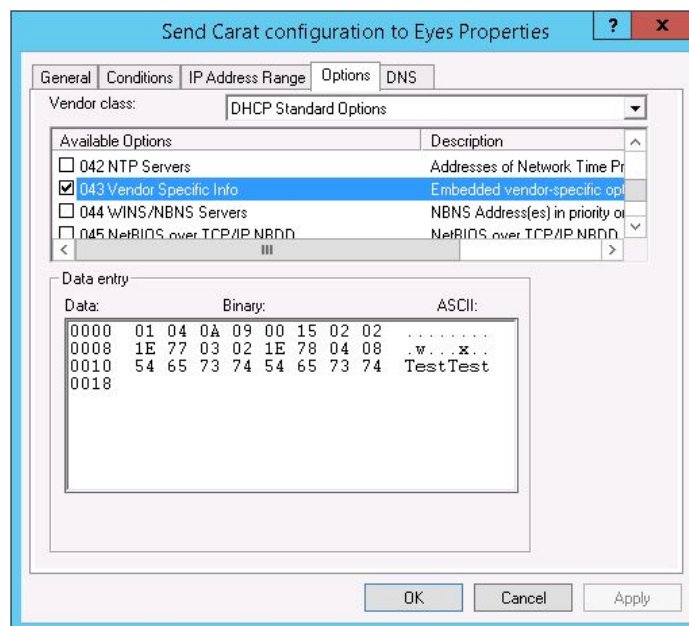 Send Carat configuration to Eyes Properties ? x
General Conditions IP Address Range Options DNS
Vendor class: DHCP Standard Options
Available Options Description
042 NTP Servers Addresses of Network Time Pr
043 Vendor Specific Info Embedded vendor-specific opt
044 WINS/NBNS Servers NBNS Address(es) in priority or
045 NetBIOS over TCP/IP NBDD NetBIOS over TCP/IP NBDD
Data entry
Data: Binary: ASCII:
0000 01 04 0A 09 00 15 02 02 ........
0008 1E 77 03 02 1E 78 04 08 .w...x..
0010 54 65 73 74 54 65 73 74 TestTest
0018
OK Cancel Apply